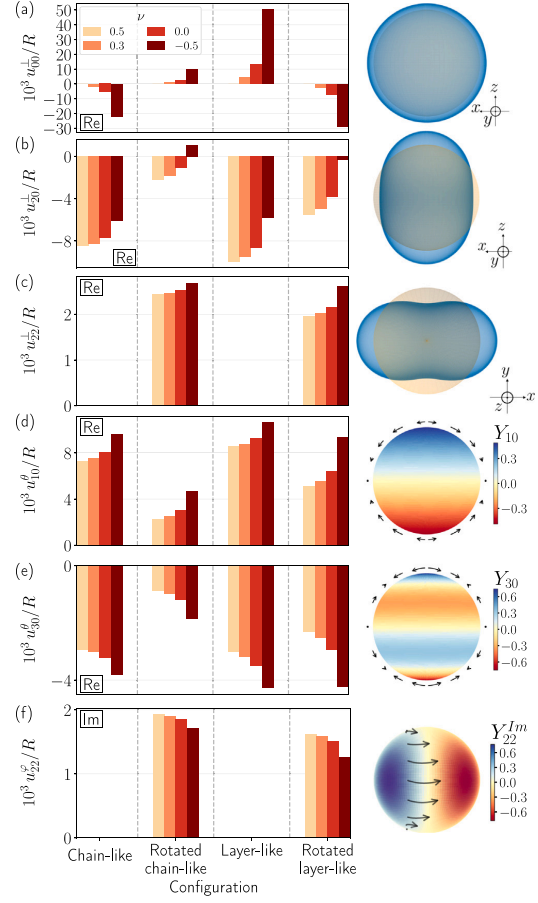 (a)
10³ u⊥00/R
50
40
30
20
10
0
−10
−20
−30
ν
0.5
0.0
0.3
−0.5
Re
z
x
y
(b)
10³ u⊥20/R
0
−4
−8
Re
z
x
y
(c)
10³ u⊥22/R
2
1
0
Re
y
z
x
(d)
10³ uθ10/R
8
4
0
Re
Y10
0.3
0.0
−0.3
(e)
10³ uθ30/R
0
−4
Re
Y30
0.6
0.3
0.0
−0.3
−0.6
(f)
10³ uφ22/R
2
1
0
Im
Y22Im
0.6
0.3
0.0
−0.3
−0.6
Chain-like
Rotated
chain-like
Layer-like
Rotated
layer-like
Configuration